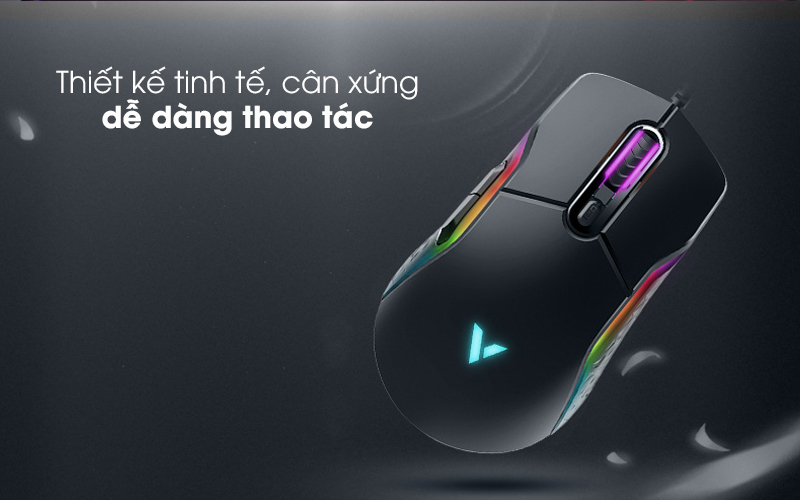 Thiết kế tinh tế, cân xứng
dễ dàng thao tác